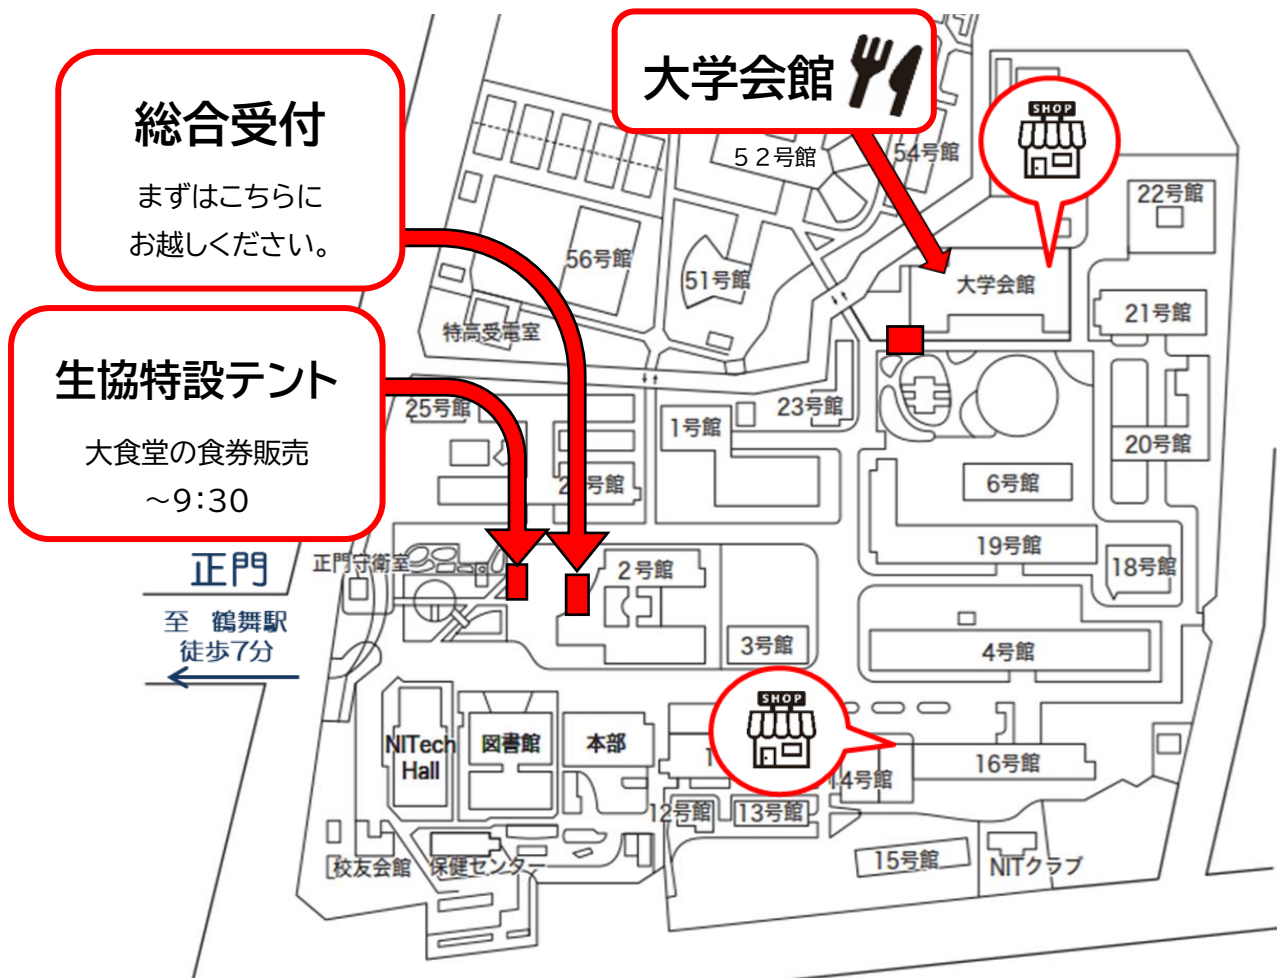 総合受付
まずはこちらに
お越しください。
生協特設テント
大食堂の食券販売
～9：30
大学会館
SHOP
５２号館
54号館
22号館
56号館
51号館
大学会館
21号館
特高受電室
25号館
1号館
23号館
20号館
号館
6号館
19号館
18号館
正門
正門守衛室
2号館
至　鶴舞駅
徒歩7分
3号館
4号館
SHOP
NITech
Hall
図書館
本部
16号館
14号館
12号館
13号館
15号館
NITクラブ
校友会館
保健センター